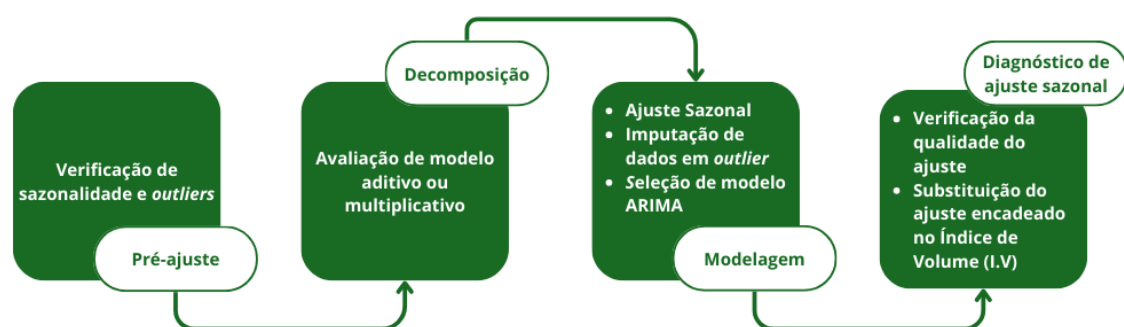 Verificação de
sazonalidade e outliers
Pré-ajuste
Decomposição
Avaliação de modelo
aditivo ou
multiplicativo
• Ajuste Sazonal
• Imputação de
dados em outlier
• Seleção de modelo
ARIMA
Modelagem
Diagnóstico de
ajuste sazonal
• Verificação da
qualidade do
ajuste
• Substituição do
ajuste encadeado
no Índice de
Volume (I.V)